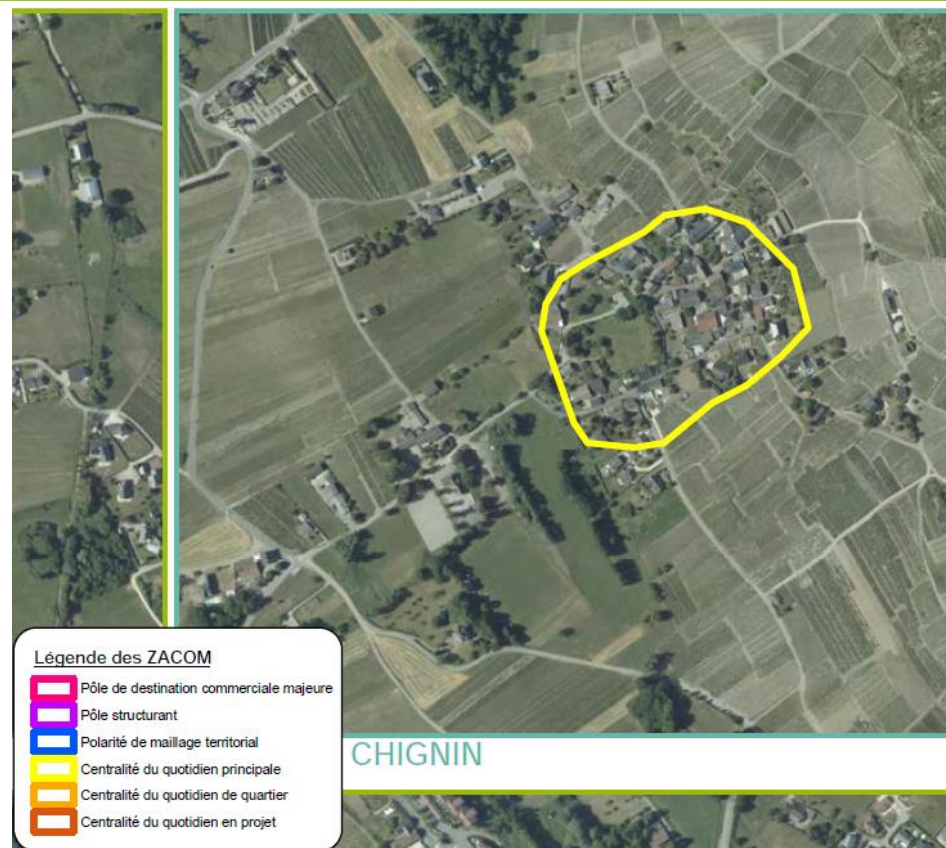 Légende des ZACOM
Pôle de destination commerciale majeure
Pôle structurant
Polarité de maillage territorial
Centralité du quotidien principale
Centralité du quotidien de quartier
Centralité du quotidien en projet
CHIGNIN